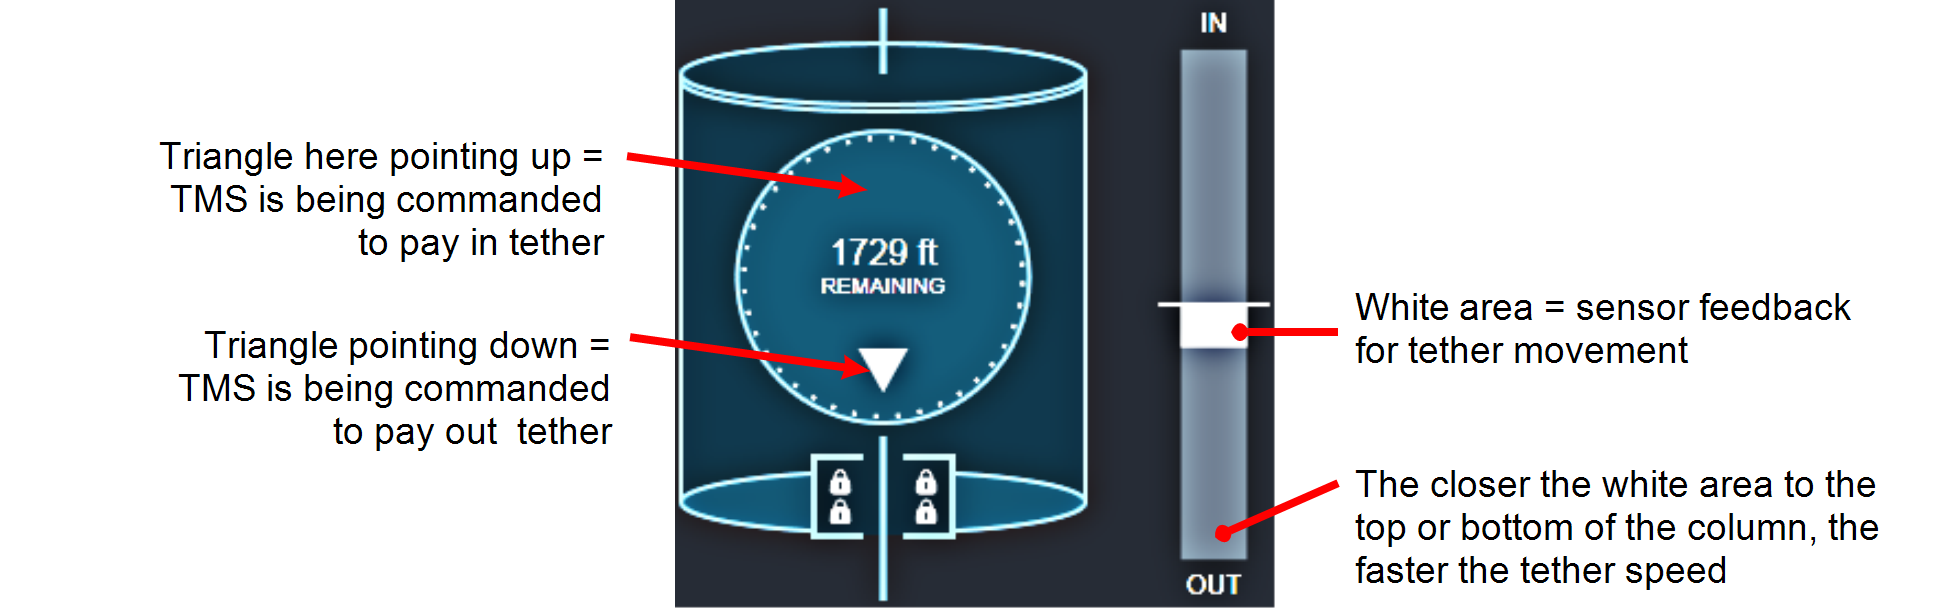 Triangle here pointing up =
TMS is being commanded
to pay in tether
Triangle pointing down =
TMS is being commanded
to pay out tether
1729 ft
REMAINING
IN
OUT
White area = sensor feedback
for tether movement
The closer the white area to the
top or bottom of the column, the
faster the tether speed